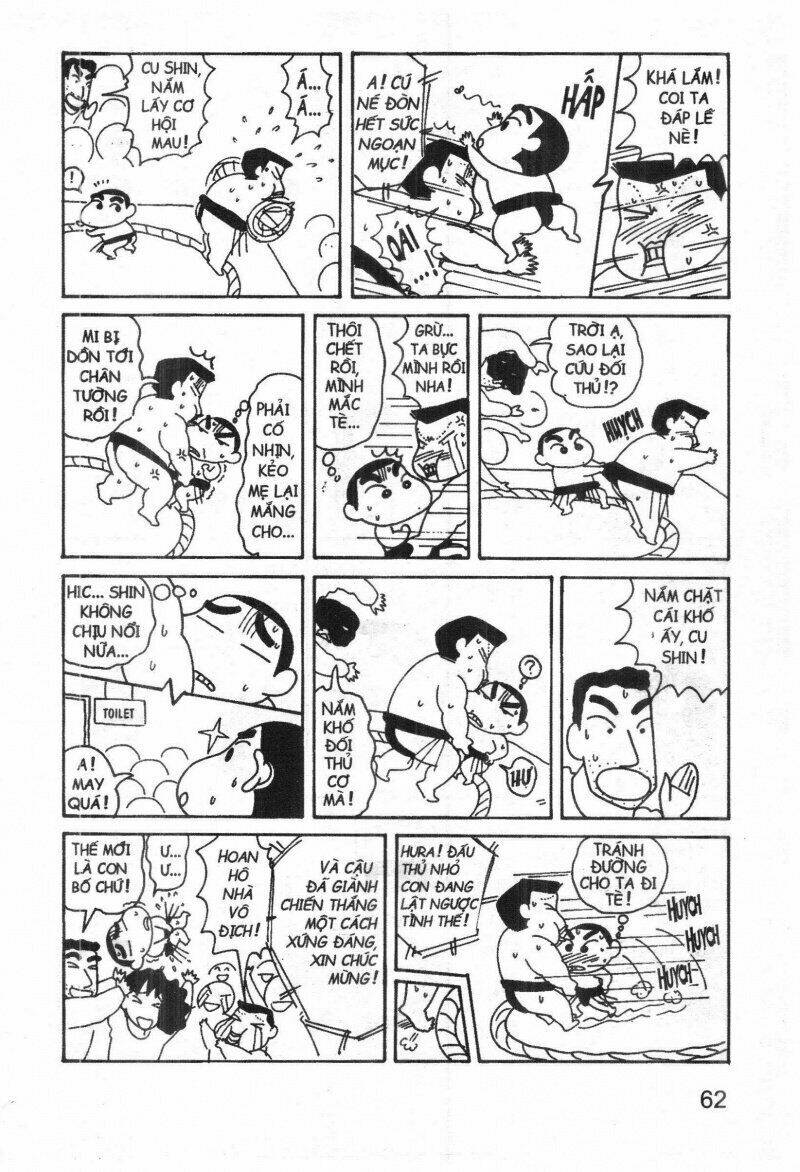 KHÁ LẮM!
COI TA
ĐÁP LỄ
NÈ!
HẤP
A! CÚ
NÉ ĐÒN
HẾT SỨC
NGOẠN
MỤC!
OÁI
...!
Á...
Á...
CU SHIN,
NẮM
LẤY CƠ
HỘI
MAU!
!
TRỜI Ạ,
SAO LẠI
CỨU ĐỐI
THỦ!?
HUỴCH
GRỪ...
TA BỰC
MÌNH RỒI
NHA!
THÔI
CHẾT
RỒI,
MÌNH
MẮC
TÈ...
MI BỊ
DỒN TỚI
CHÂN
TƯỜNG
RỒI!
PHẢI
CỐ
NHỊN,
KẺO
MẸ LẠI
MẮNG
CHO...
NẮM CHẶT
CÁI KHỐ
ẤY, CU
SHIN!
?
NẮM
KHỐ
ĐỐI
THỦ
CƠ
MÀ!
HƯ
HIC... SHIN
KHÔNG
CHỊU NỔI
NỮA...
TOILET
A!
MAY
QUÁ!
TRÁNH
ĐƯỜNG
CHO TA ĐI
TÈ!
HUỴCH
HUỴCH
HUỴCH
HURA! ĐẤU
THỦ NHỎ
CON ĐANG
LẬT NGƯỢC
TÌNH THẾ!
VÀ CẬU
ĐÃ GIÀNH
CHIẾN THẮNG
MỘT CÁCH
XỨNG ĐÁNG,
XIN CHÚC
MỪNG!
HOAN
HÔ
NHÀ
VÔ
ĐỊCH!
Ư...
Ư...
THẾ MỚI
LÀ CON
BỐ CHỨ!
62